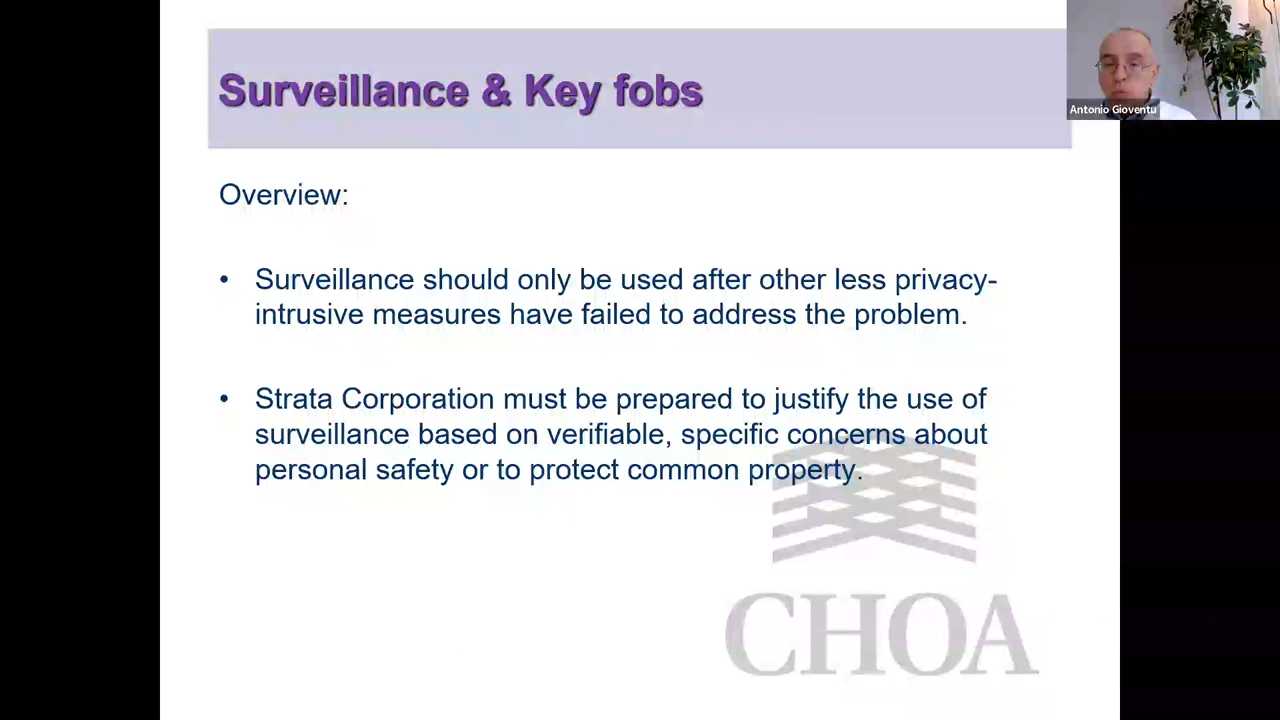 Surveillance & Key fobs
Antonio Gioventu
Overview:
• Surveillance should only be used after other less privacy-
intrusive measures have failed to address the problem.
• Strata Corporation must be prepared to justify the use of
surveillance based on verifiable, specific concerns about
personal safety or to protect common property.
CHOA